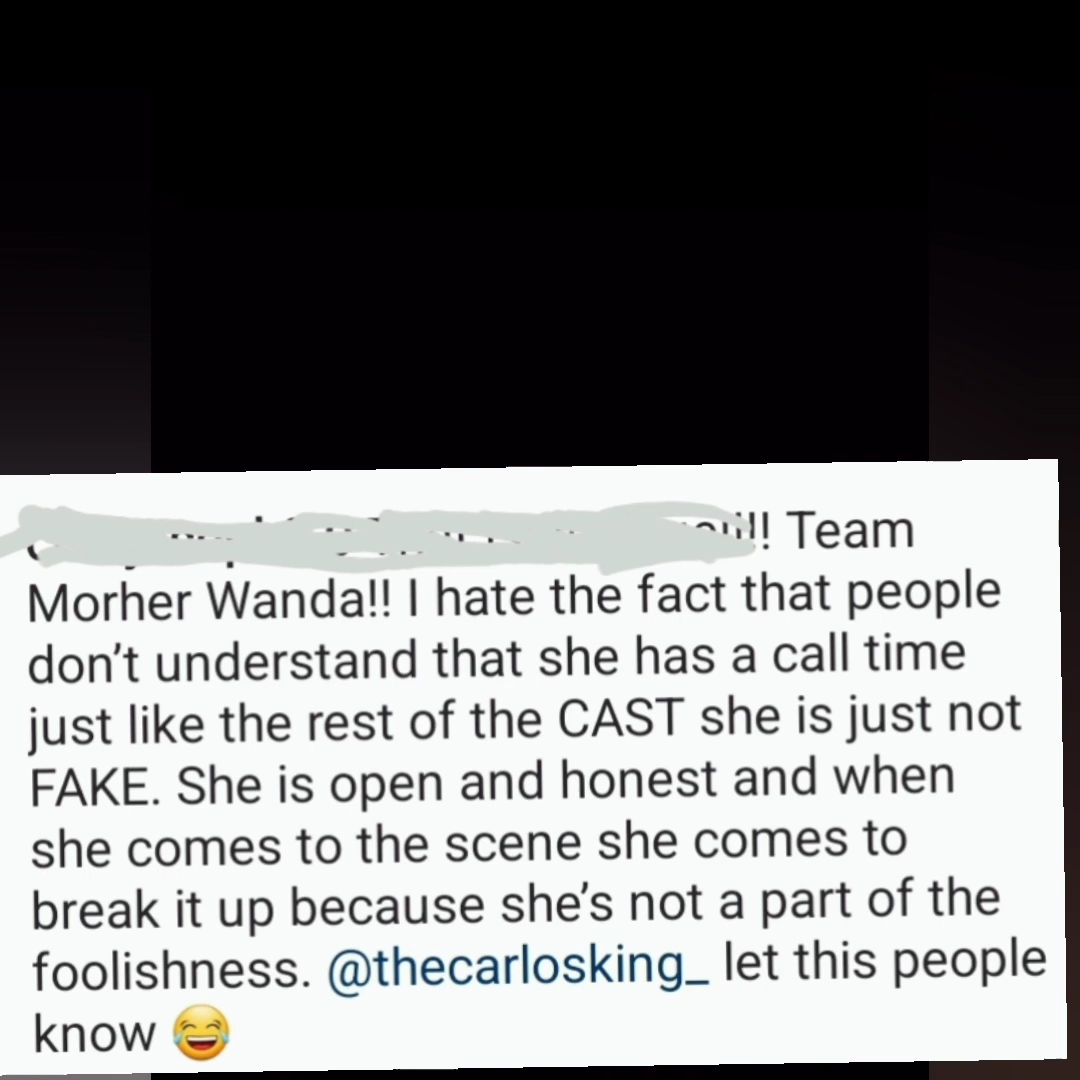 !! Team
Morher Wanda!! I hate the fact that people
don’t understand that she has a call time
just like the rest of the CAST she is just not
FAKE. She is open and honest and when
she comes to the scene she comes to
break it up because she’s not a part of the
foolishness. @thecarlosking_ let this people
know 😂